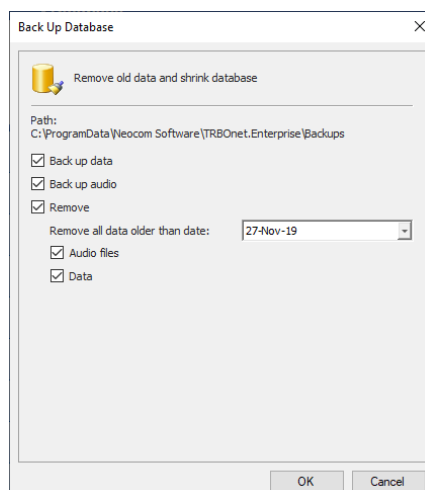 Back Up Database
Remove old data and shrink database
Path:
C:\ProgramData\Neocom Software\TRBOnet.Enterprise\Backups
Back up data
Back up audio
Remove
Remove all data older than date: 27-Nov-19
Audio files
Data
OK Cancel